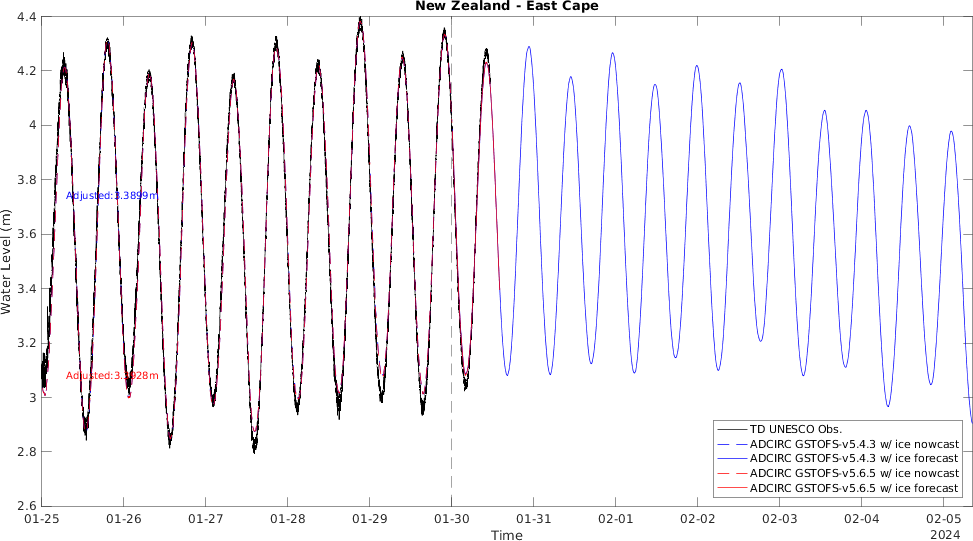 New Zealand - East Cape
Water Level (m)
4.4
4.2
4
3.8
3.6
3.4
3.2
3
2.8
2.6
Adjusted:3.3899m
TD UNESCO Obs.
ADCIRC GSTOFS-v5.4.3 w/ ice nowcast
ADCIRC GSTOFS-v5.4.3 w/ ice forecast
ADCIRC GSTOFS-v5.6.5 w/ ice nowcast
ADCIRC GSTOFS-v5.6.5 w/ ice forecast
01-25 01-26 01-27 01-28 01-29 01-30 01-31 02-01 02-02 02-03 02-04 02-05
Time
2024